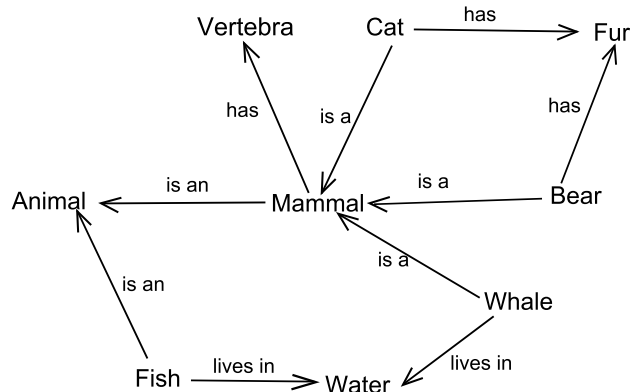 Vertebra
Cat
has
Fur
has
is a
has
is an
is a
Animal
Mammal
Bear
is a
is an
Whale
lives in
lives in
Fish
Water